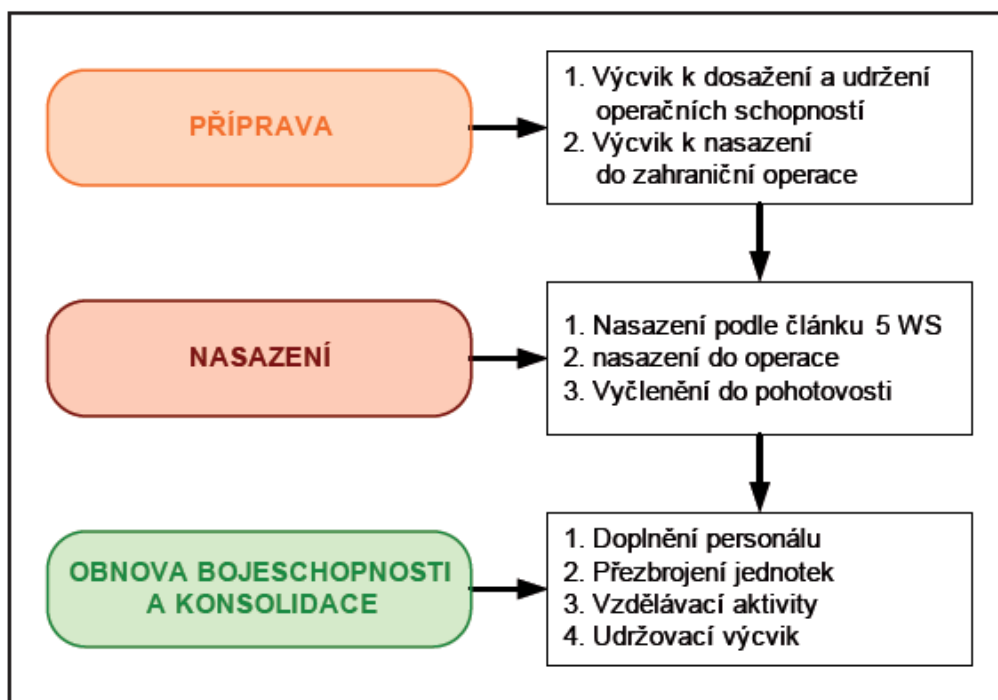 PŘÍPRAVA
1. Výcvik k dosažení a udržení
operačních schopností
2. Výcvik k nasazení
do zahraniční operace
NASAZENÍ
1. Nasazení podle článku 5 WS
2. nasazení do operace
3. Vyčlenění do pohotovosti
OBNOVA BOJESCHOPNOSTI
A KONSOLIDACE
1. Doplnění personálu
2. Přezbrojení jednotek
3. Vzdělávací aktivity
4. Udržovací výcvik